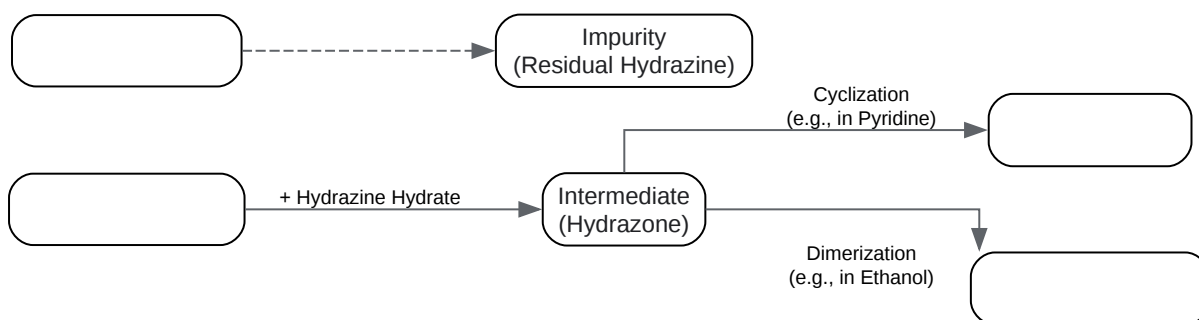 Impurity
(Residual Hydrazine)
Cyclization
(e.g., in Pyridine)
+ Hydrazine Hydrate
Intermediate
(Hydrazone)
Dimerization
(e.g., in Ethanol)